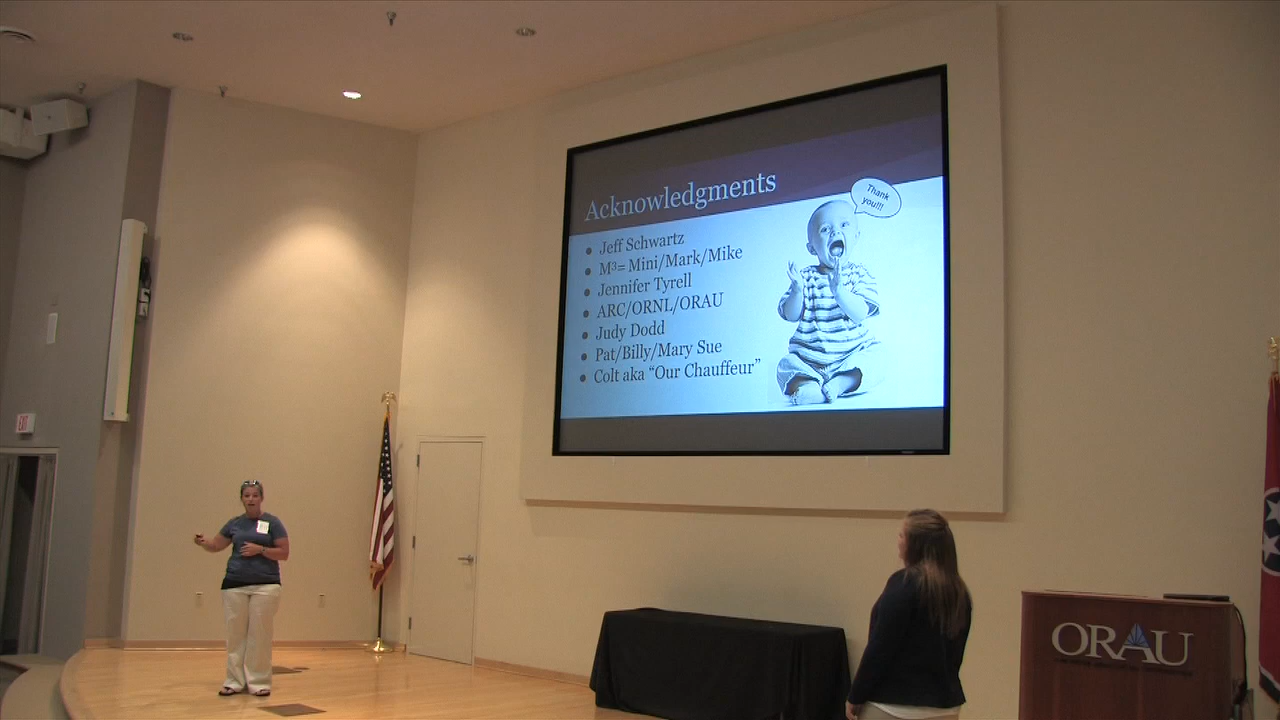 Acknowledgments
Thank
you!!!
● Jeff Schwartz
● M³= Mini/Mark/Mike
● Jennifer Tyrell
● ARC/ORNL/ORAU
● Judy Dodd
● Pat/Billy/Mary Sue
● Colt aka “Our Chauffeur”
EXIT
ORAU